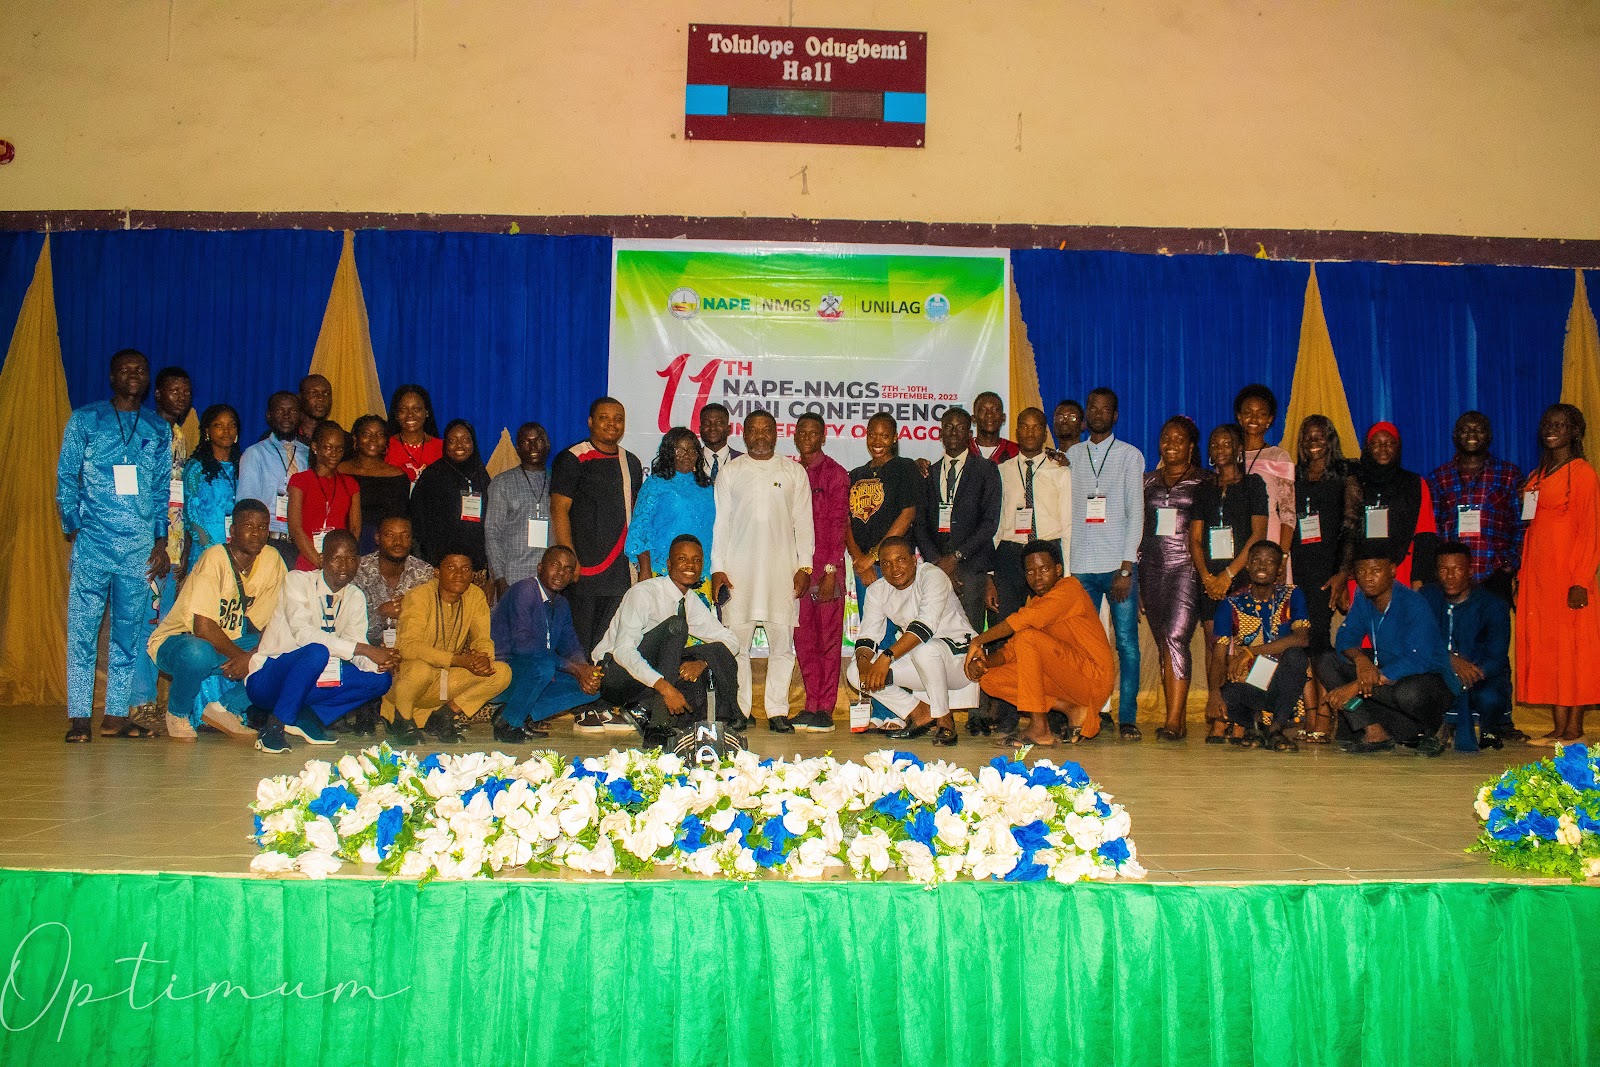 Tolulope Odugbemi
Hall
NAPE NMGS UNILAG
11TH
NAPE-NMGS 7TH - 10TH
SEPTEMBER, 2023
MINI CONFERENCE
Optimum